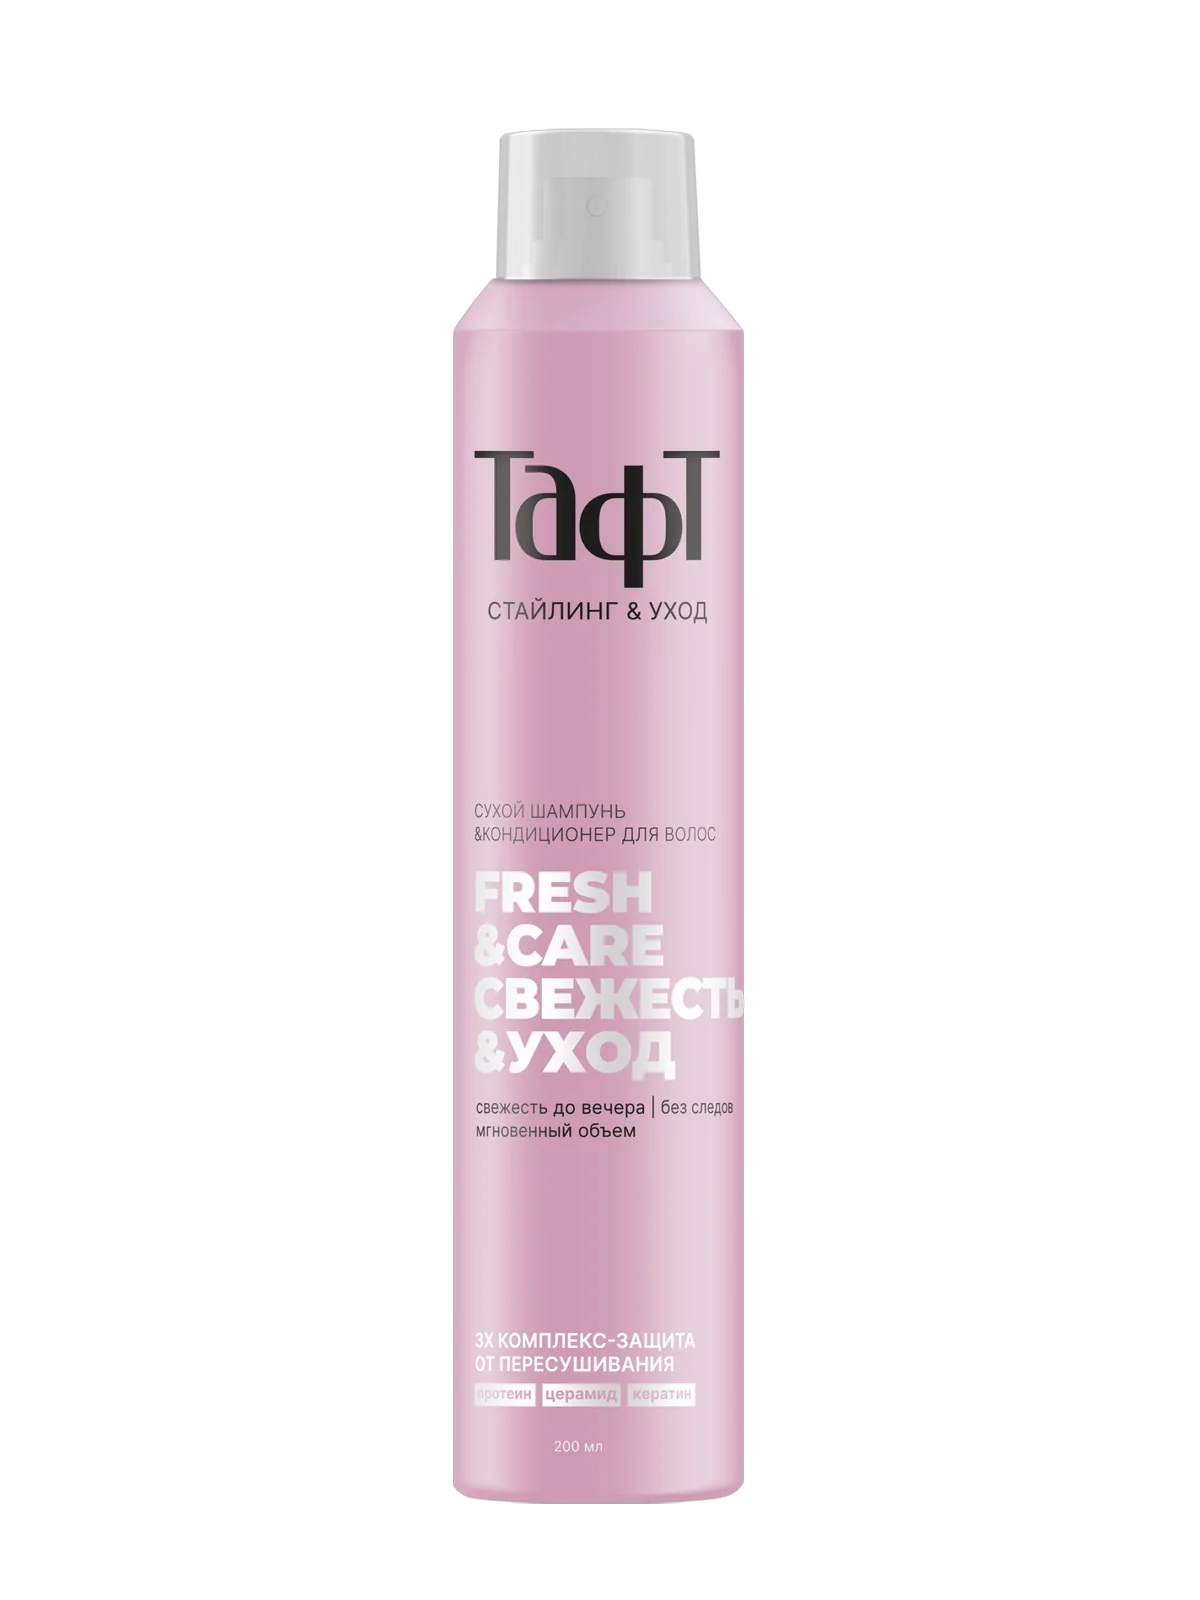 Тафт
СТАЙЛИНГ & УХОД
СУХОЙ ШАМПУНЬ
&КОНДИЦИОНЕР ДЛЯ ВОЛОС
FRESH
&CARE
СВЕЖЕСТЬ
&УХОД
свежесть до вечера | без следов
мгновенный объем
3X КОМПЛЕКС-ЗАЩИТА
ОТ ПЕРЕСУШИВАНИЯ
протеин церамид кератин
200 мл